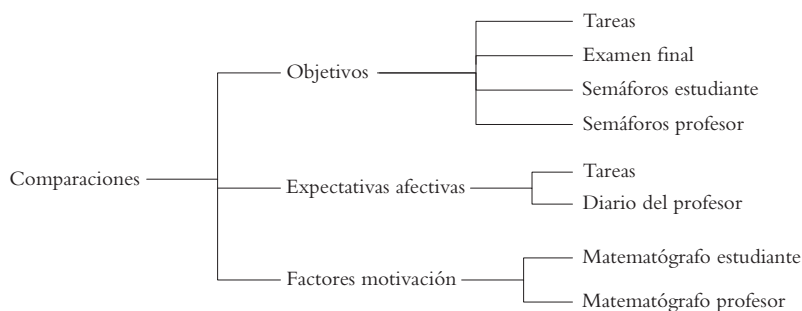 Tareas
Examen final
Objetivos
Semáforos estudiante
Semáforos profesor
Comparaciones
Tareas
Expectativas afectivas
Diario del profesor
Matematógrafo estudiante
Factores motivación
Matematógrafo profesor